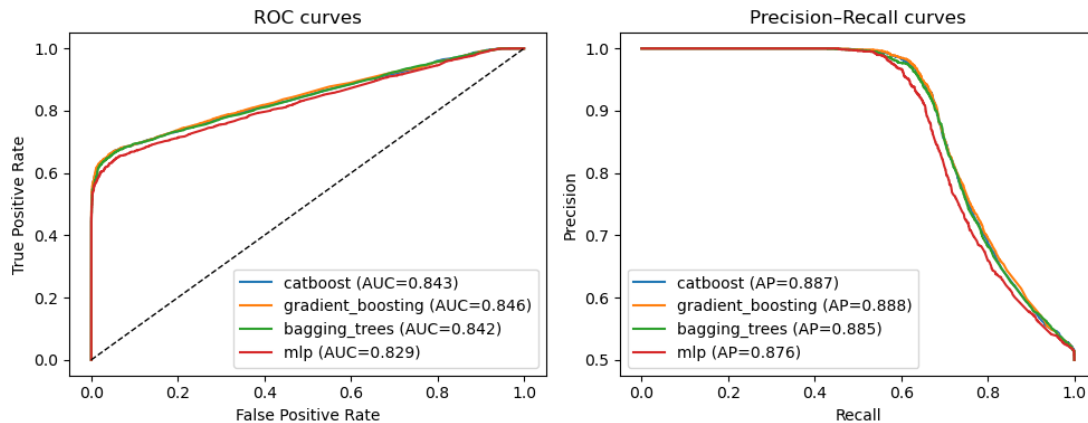 ROC curves
True Positive Rate
1.0
0.8
0.6
0.4
0.2
0.0
catboost (AUC=0.843)
gradient_boosting (AUC=0.846)
bagging_trees (AUC=0.842)
mlp (AUC=0.829)
0.0 0.2 0.4 0.6 0.8 1.0
False Positive Rate
Precision–Recall curves
Precision
1.0
0.9
0.8
0.7
0.6
0.5
catboost (AP=0.887)
gradient_boosting (AP=0.888)
bagging_trees (AP=0.885)
mlp (AP=0.876)
0.0 0.2 0.4 0.6 0.8 1.0
Recall